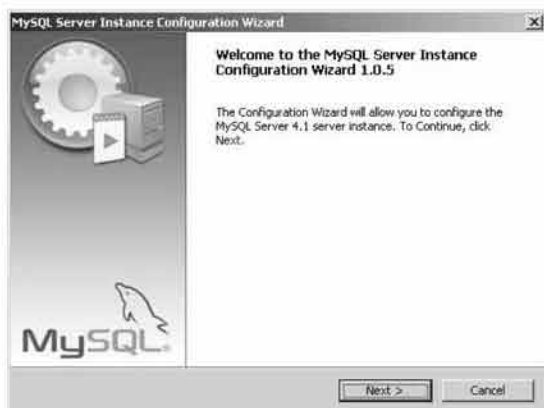 MySQL Server Instance Configuration Wizard
Welcome to the MySQL Server Instance
Configuration Wizard 1.0.5
The Configuration Wizard will allow you to configure the
MySQL Server 4.1 server instance. To Continue, click
Next.
MySQL
Next >
Cancel